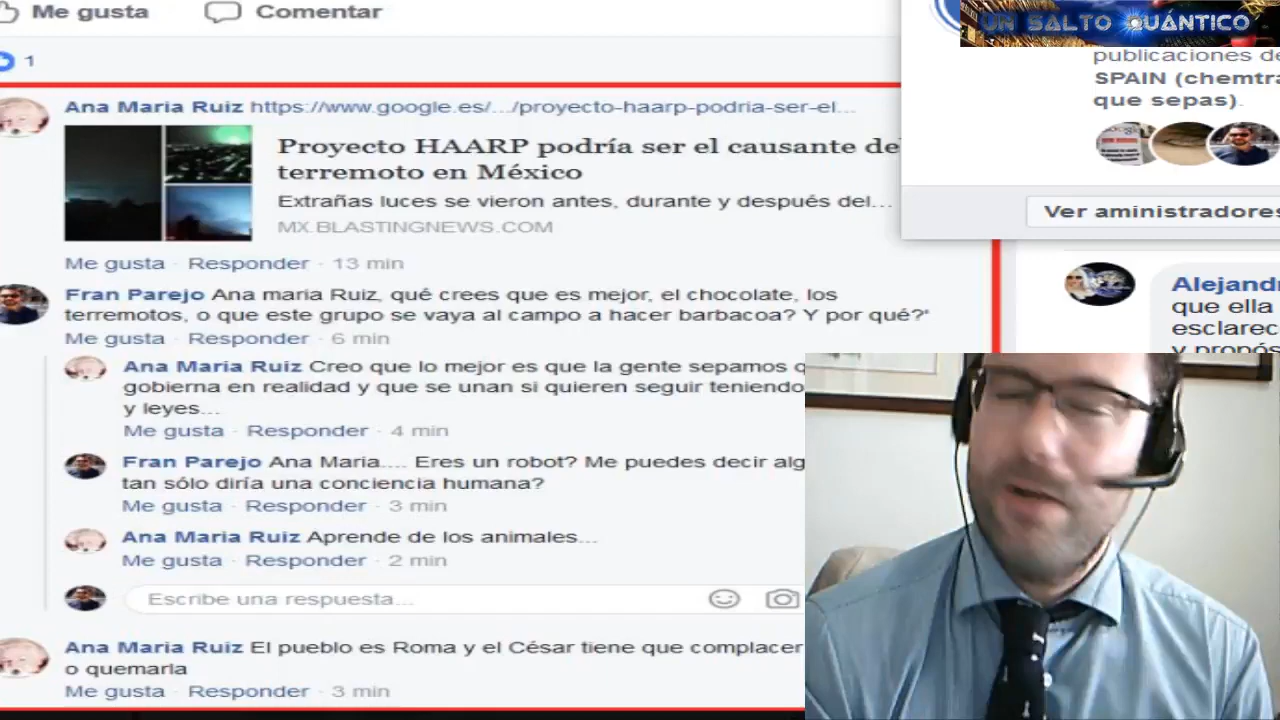 Me gusta Comentar
1
Ana Maria Ruiz https://www.google.es/.../proyecto-haarp-podria-ser-el...
Proyecto HAARP podría ser el causante de
terremoto en México
Extrañas luces se vieron antes, durante y después del...
MX.BLASTINGNEWS.COM
Me gusta · Responder · 13 min
Fran Parejo Ana maria Ruiz, qué crees que es mejor, el chocolate, los
terremotos, o que este grupo se vaya al campo a hacer barbacoa? Y por qué?'
Me gusta · Responder · 6 min
Ana Maria Ruiz Creo que lo mejor es que la gente sepamos q
gobierna en realidad y que se unan si quieren seguir teniendo
y leyes...
Me gusta · Responder · 4 min
Fran Parejo Ana Maria.... Eres un robot? Me puedes decir alg
tan sólo diría una conciencia humana?
Me gusta · Responder · 3 min
Ana Maria Ruiz Aprende de los animales...
Me gusta · Responder · 2 min
Escribe una respuesta...
Ana Maria Ruiz El pueblo es Roma y el César tiene que complacer
o quemarla
Me gusta · Responder · 3 min
UN SALTO QUÁNTICO
publicaciones de
SPAIN (chemtra
que sepas).
Ver aministradores
Alejandr
que ella
esclarec
y propós